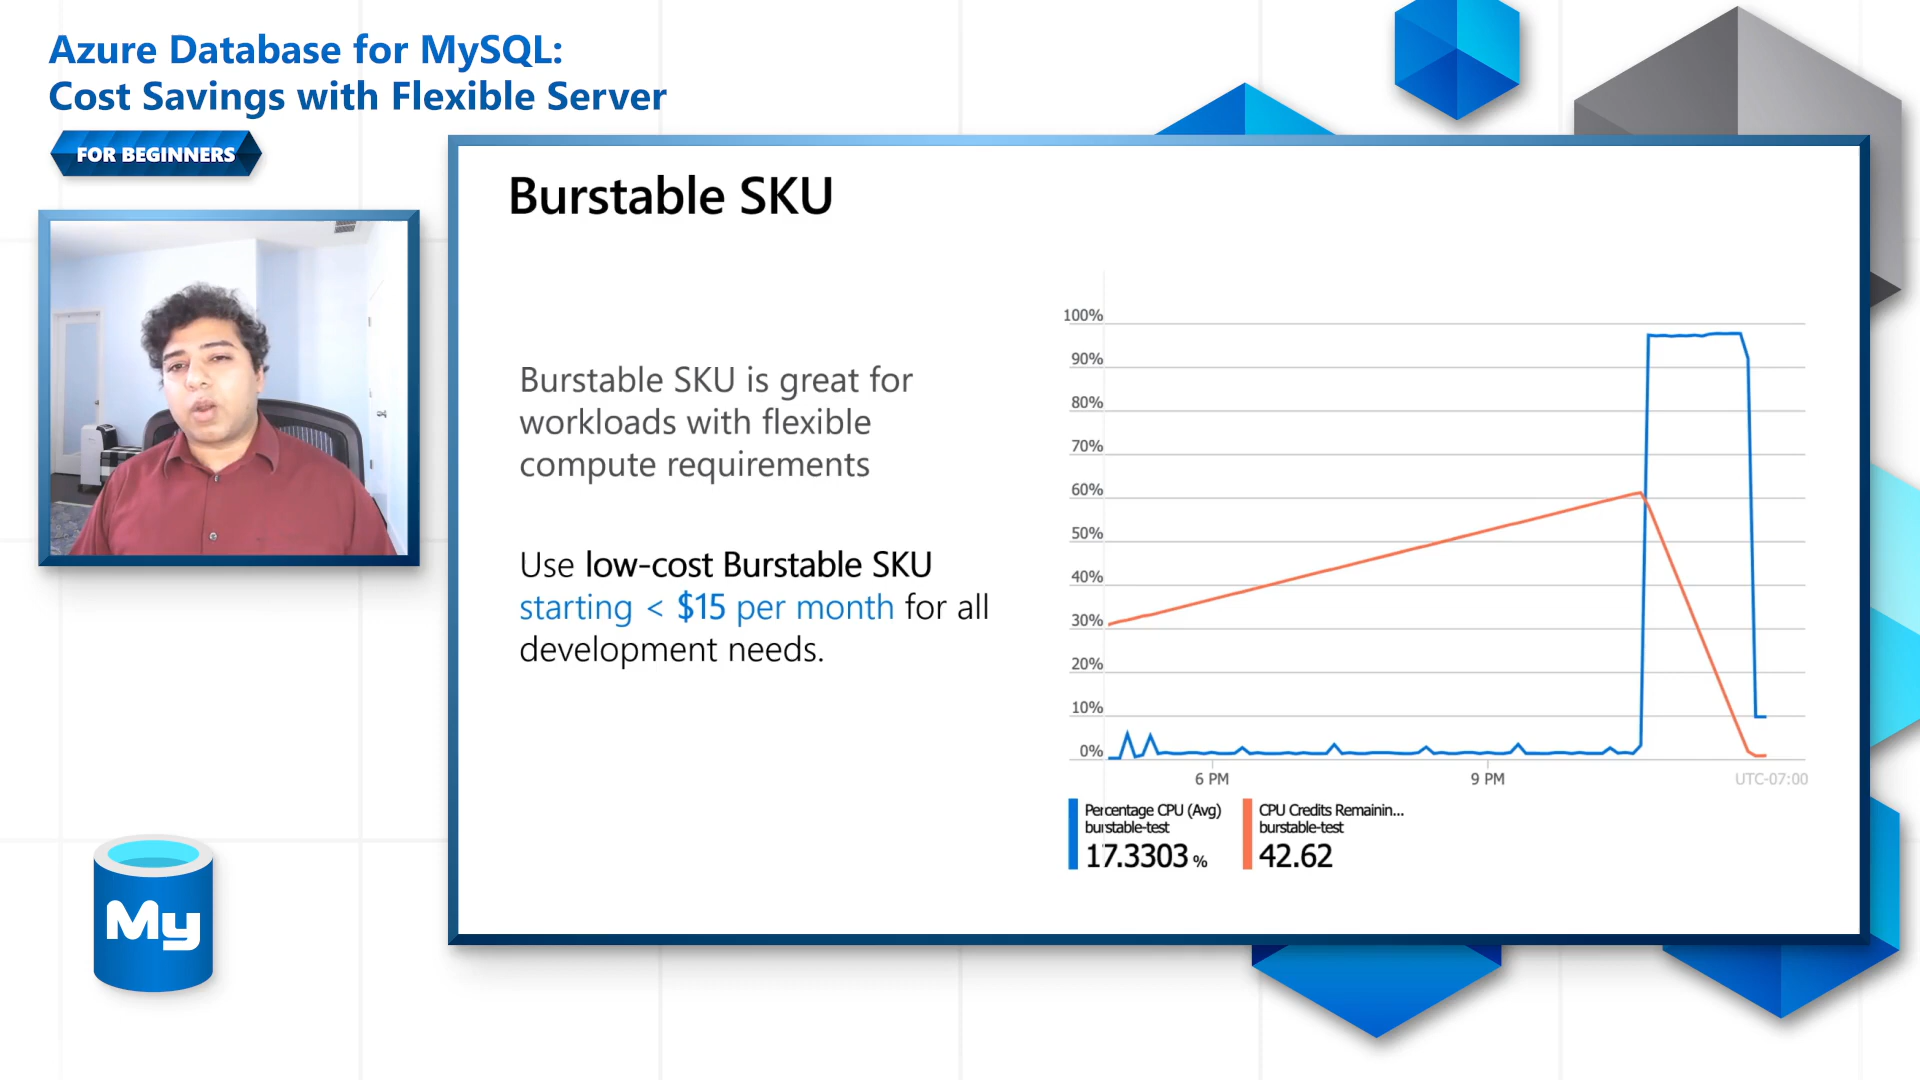 Azure Database for MySQL:
Cost Savings with Flexible Server
FOR BEGINNERS
Burstable SKU
Burstable SKU is great for
workloads with flexible
compute requirements
Use low-cost Burstable SKU
starting < $15 per month for all
development needs.
100%
90%
80%
70%
60%
50%
40%
30%
20%
10%
0%
6 PM 9 PM UTC-07:00
Percentage CPU (Avg)
burstable-test
17.3303 %
CPU Credits Remainin...
burstable-test
42.62
My